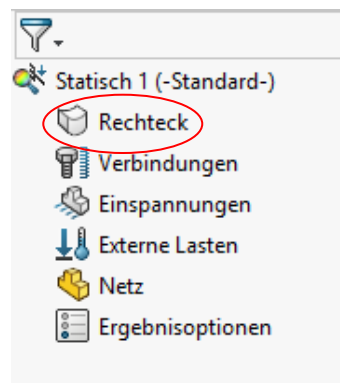 Statisch 1 (-Standard-)
Rechteck
Verbindungen
Einspannungen
Externe Lasten
Netz
Ergebnisoptionen